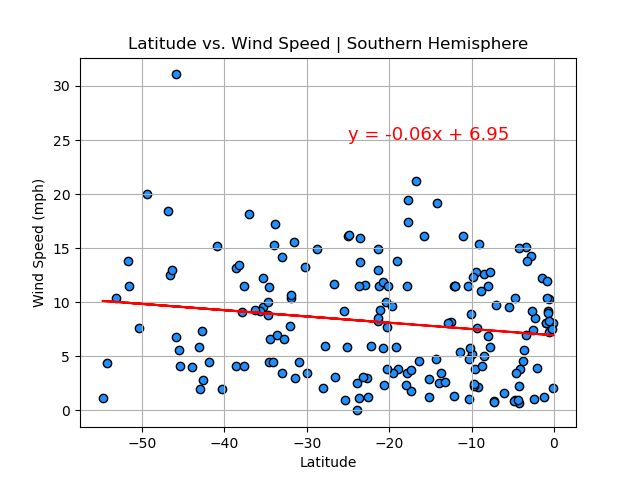 Latitude vs. Wind Speed | Southern Hemisphere
y = -0.06x + 6.95
Wind Speed (mph)
30
25
20
15
10
5
0
−50 −40 −30 −20 −10 0
Latitude